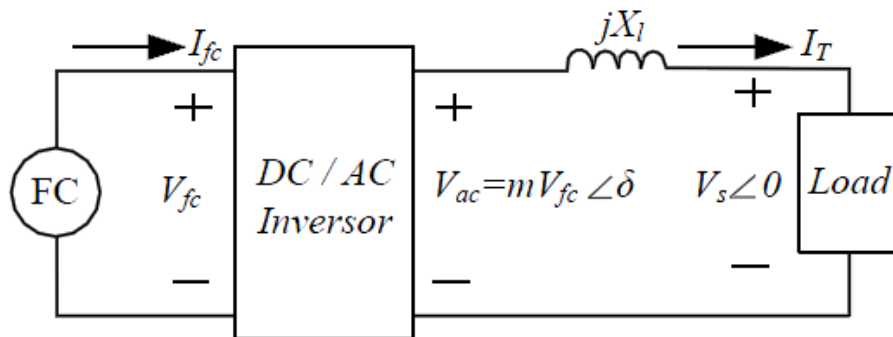 I_fc
jX_l
I_T
+
+
+
FC
V_fc
DC / AC
Inversor
V_ac=mV_fc∠δ
V_s∠0
Load
−
−
−